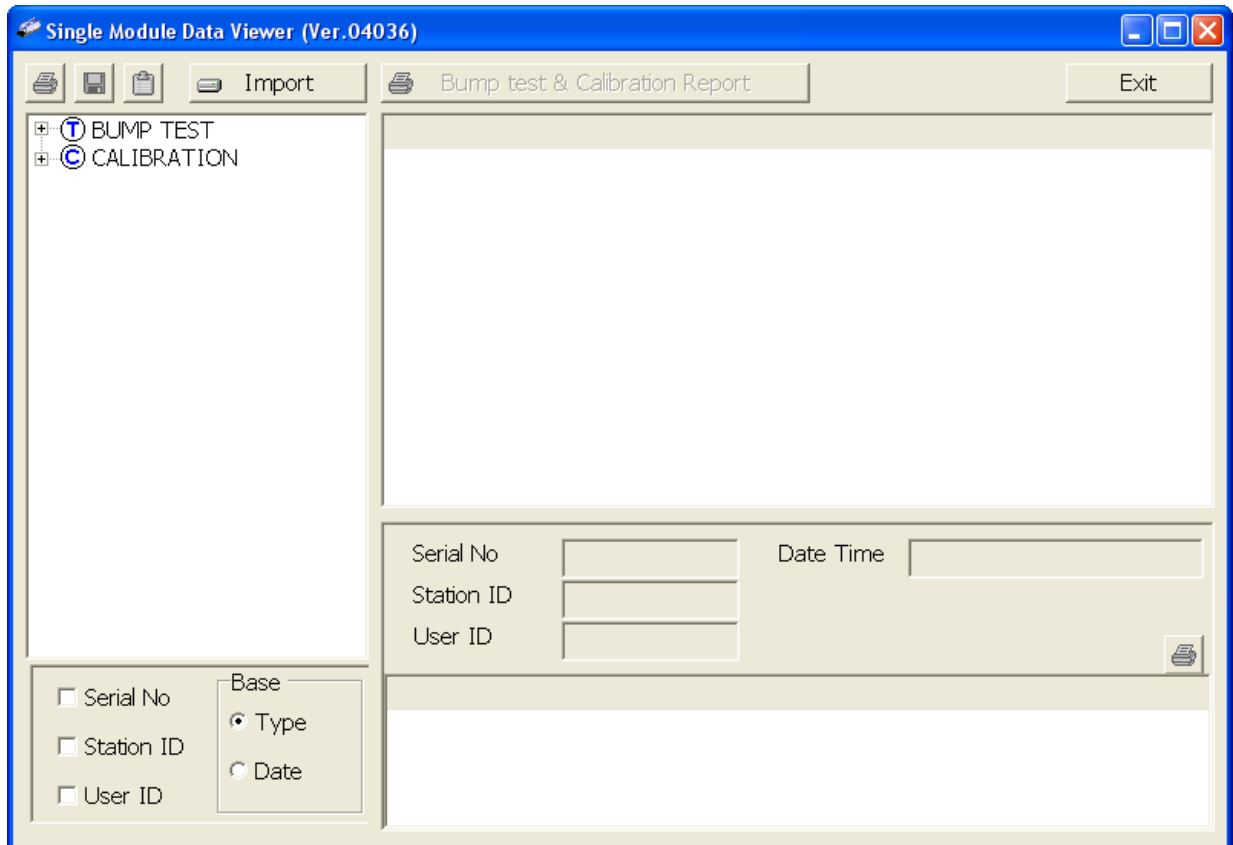 Single Module Data Viewer (Ver.04036)
Import
Bump test & Calibration Report
Exit
T BUMP TEST
C CALIBRATION
Serial No
Date Time
Station ID
User ID
Serial No
Station ID
User ID
Base
Type
Date